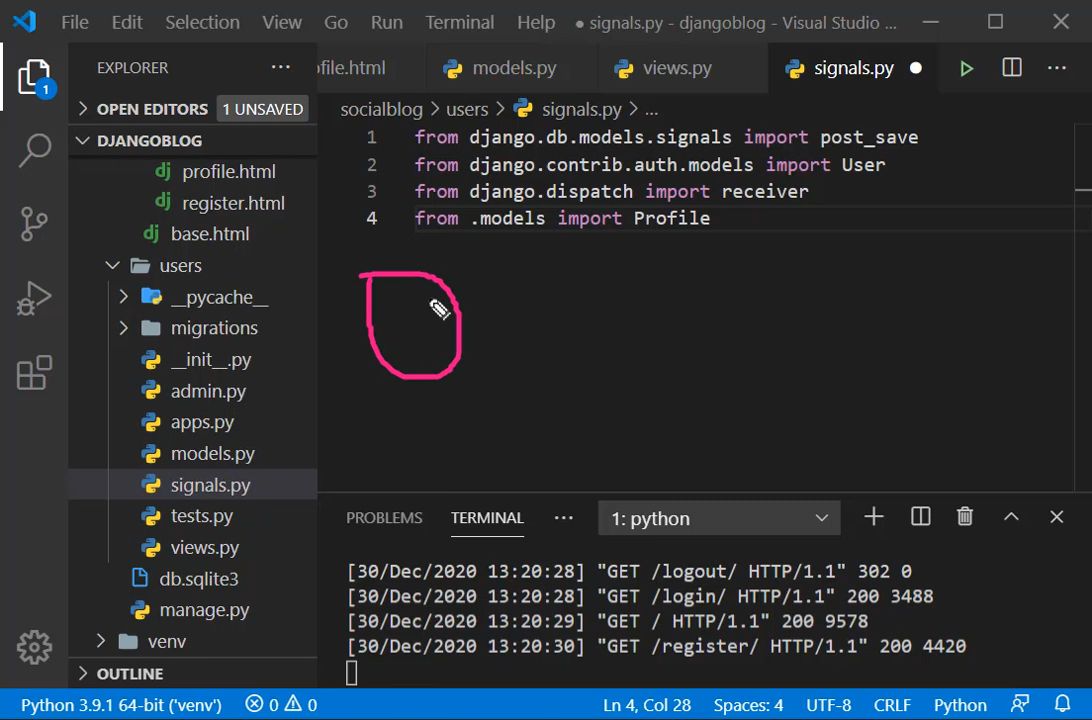 File Edit Selection View Go Run Terminal Help ● signals.py - djangoblog - Visual Studio ...
EXPLORER
OPEN EDITORS 1 UNSAVED
DJANGOBLOG
profile.html
register.html
base.html
users
__pycache__
migrations
__init__.py
admin.py
apps.py
models.py
signals.py
tests.py
views.py
db.sqlite3
manage.py
venv
OUTLINE
1
ofile.html models.py views.py signals.py
socialblog > users > signals.py > ...
1 from django.db.models.signals import post_save
2 from django.contrib.auth.models import User
3 from django.dispatch import receiver
4 from .models import Profile
PROBLEMS TERMINAL ... 1: python
[30/Dec/2020 13:20:28] "GET /logout/ HTTP/1.1" 302 0
[30/Dec/2020 13:20:28] "GET /login/ HTTP/1.1" 200 3488
[30/Dec/2020 13:20:29] "GET / HTTP/1.1" 200 9578
[30/Dec/2020 13:20:30] "GET /register/ HTTP/1.1" 200 4420
Python 3.9.1 64-bit ('venv') 0 0 Ln 4, Col 28 Spaces: 4 UTF-8 CRLF Python